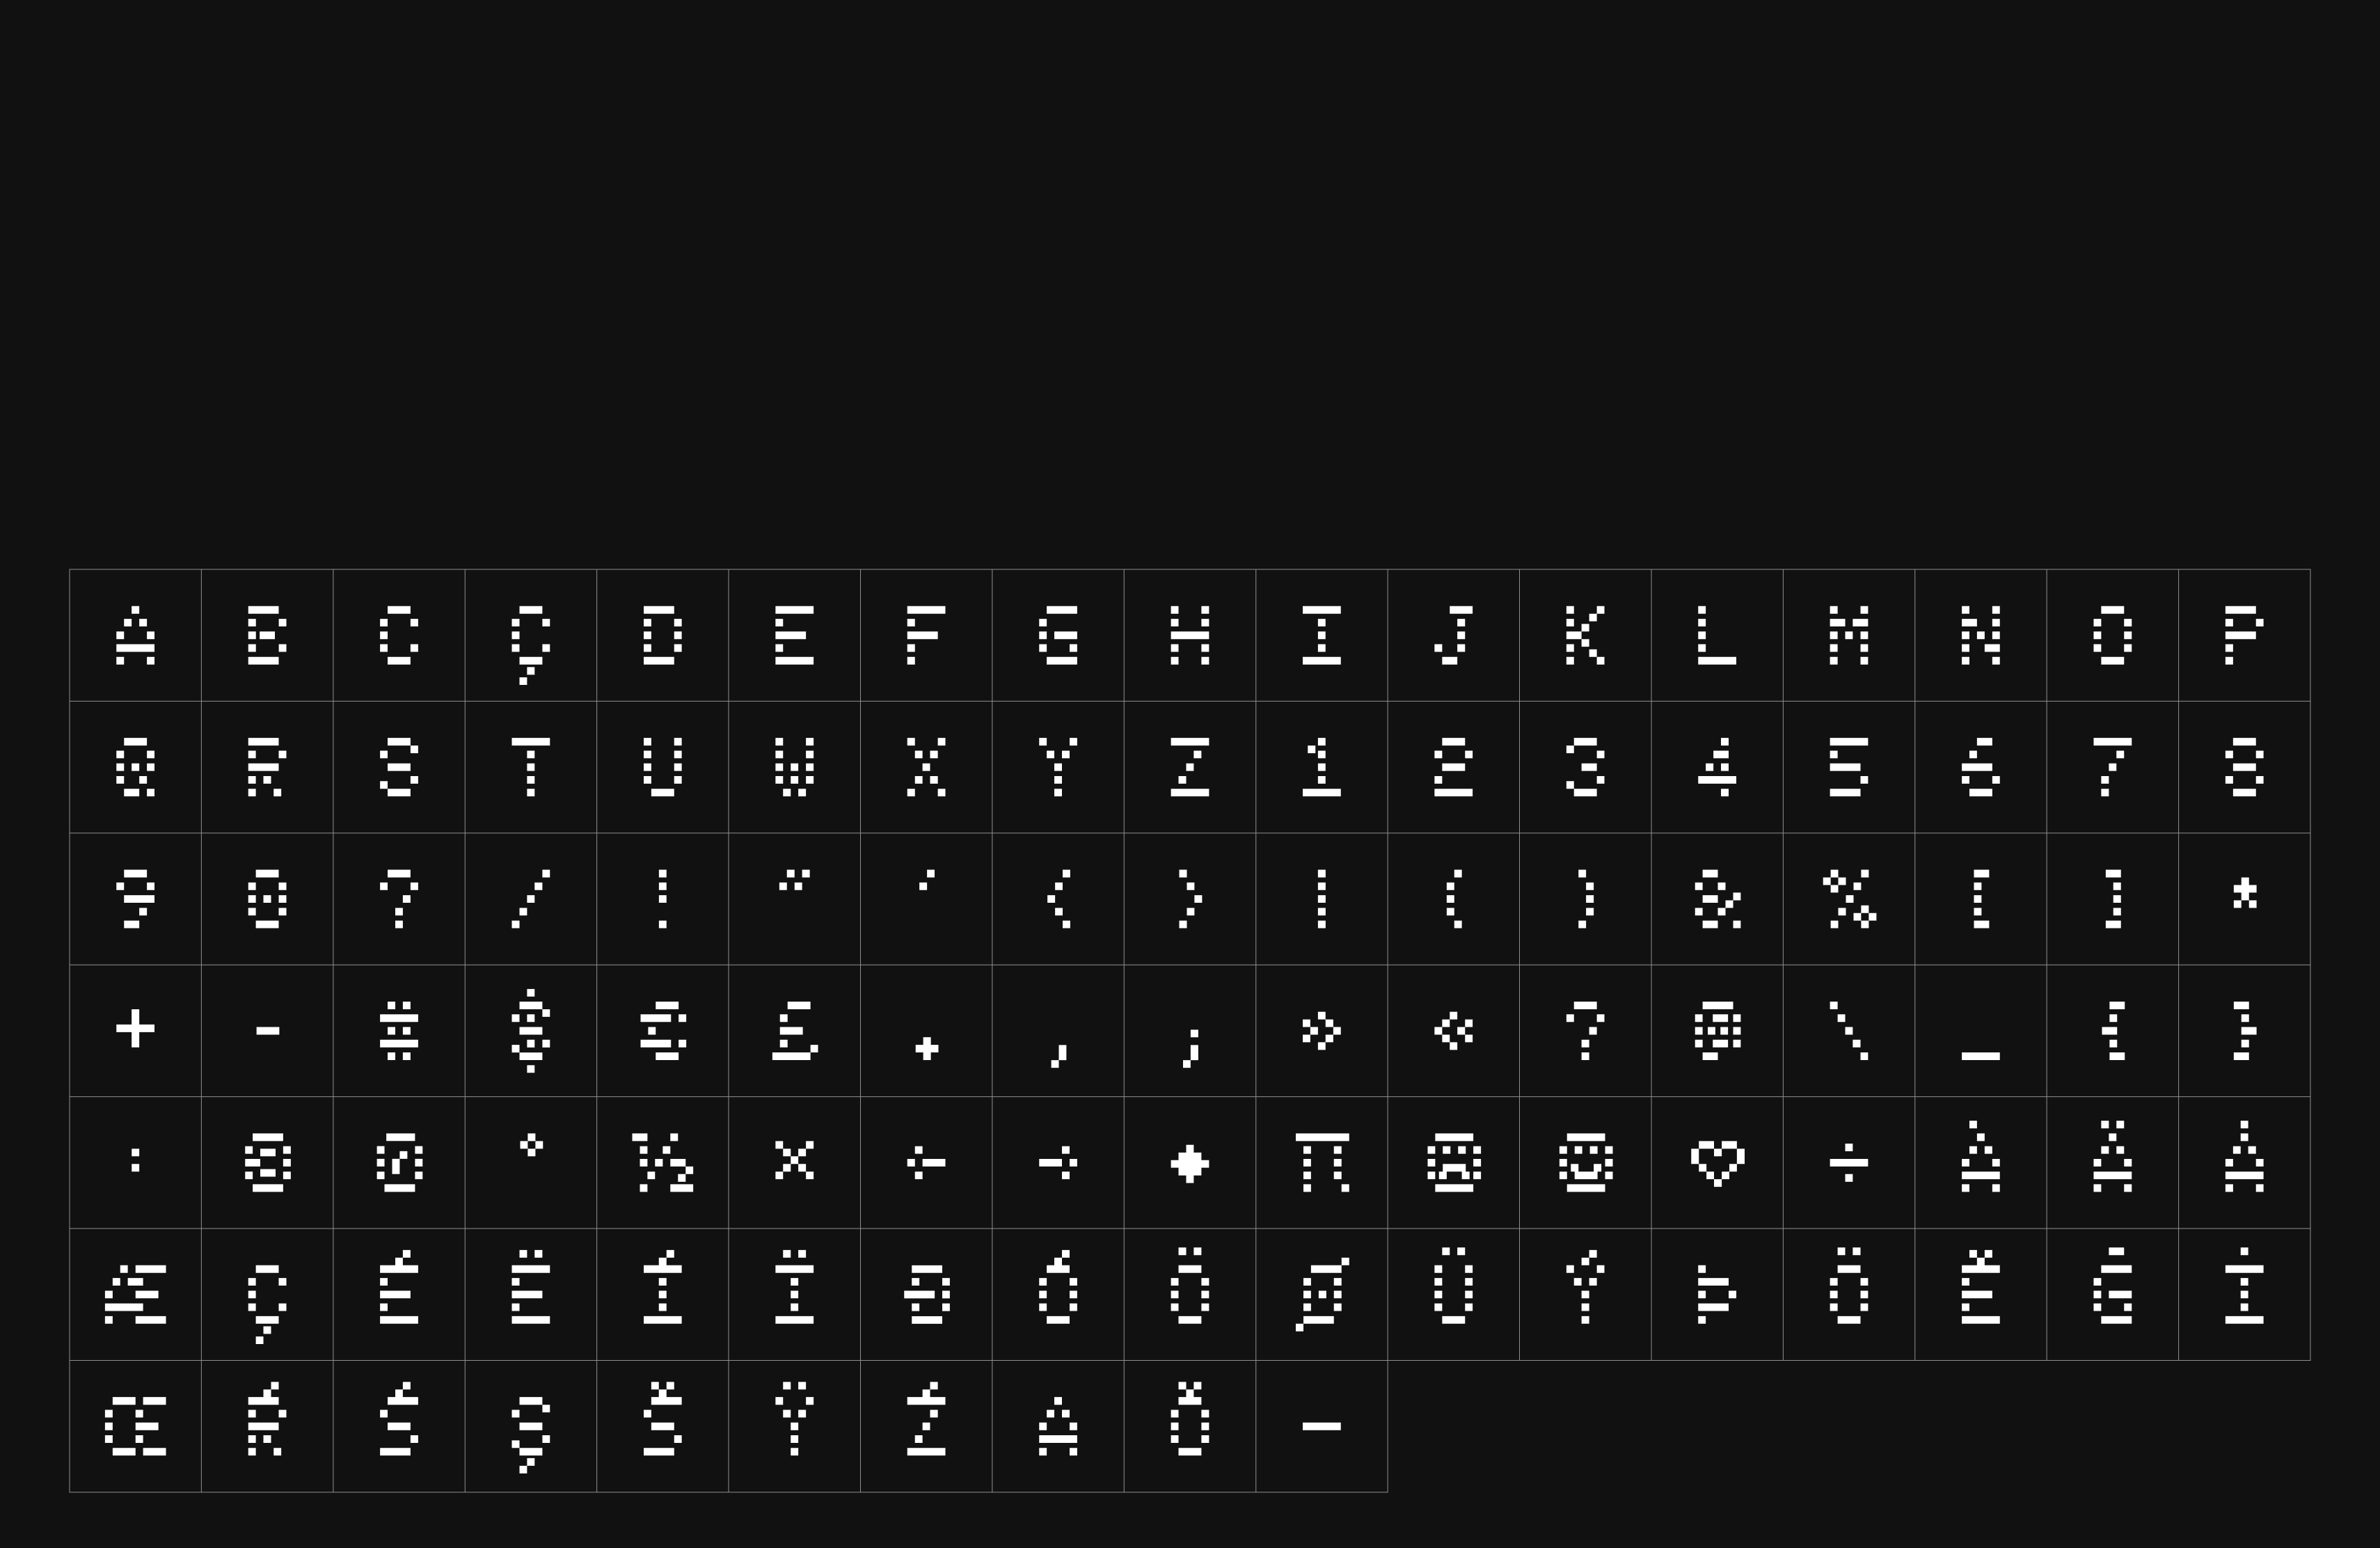 A B C Ç D E F G H I J K L M N O P
Q R S T U W X Y Z 1 2 3 4 5 6 7 8
9 0 ? / ! " ' < > | ( ) & % [ ] *
+ - # $ € £ . , ; » « ? @ \ _ { }
: © ° ½ × ← → π ♥ ÷ À Ä Å
Æ Ç É Ë Í Ï Ð Ó Ö Ø Ü Ý Þ Ö Ě Ḡ İ
Œ Ŕ Ś Ş Š Ÿ Ź A -